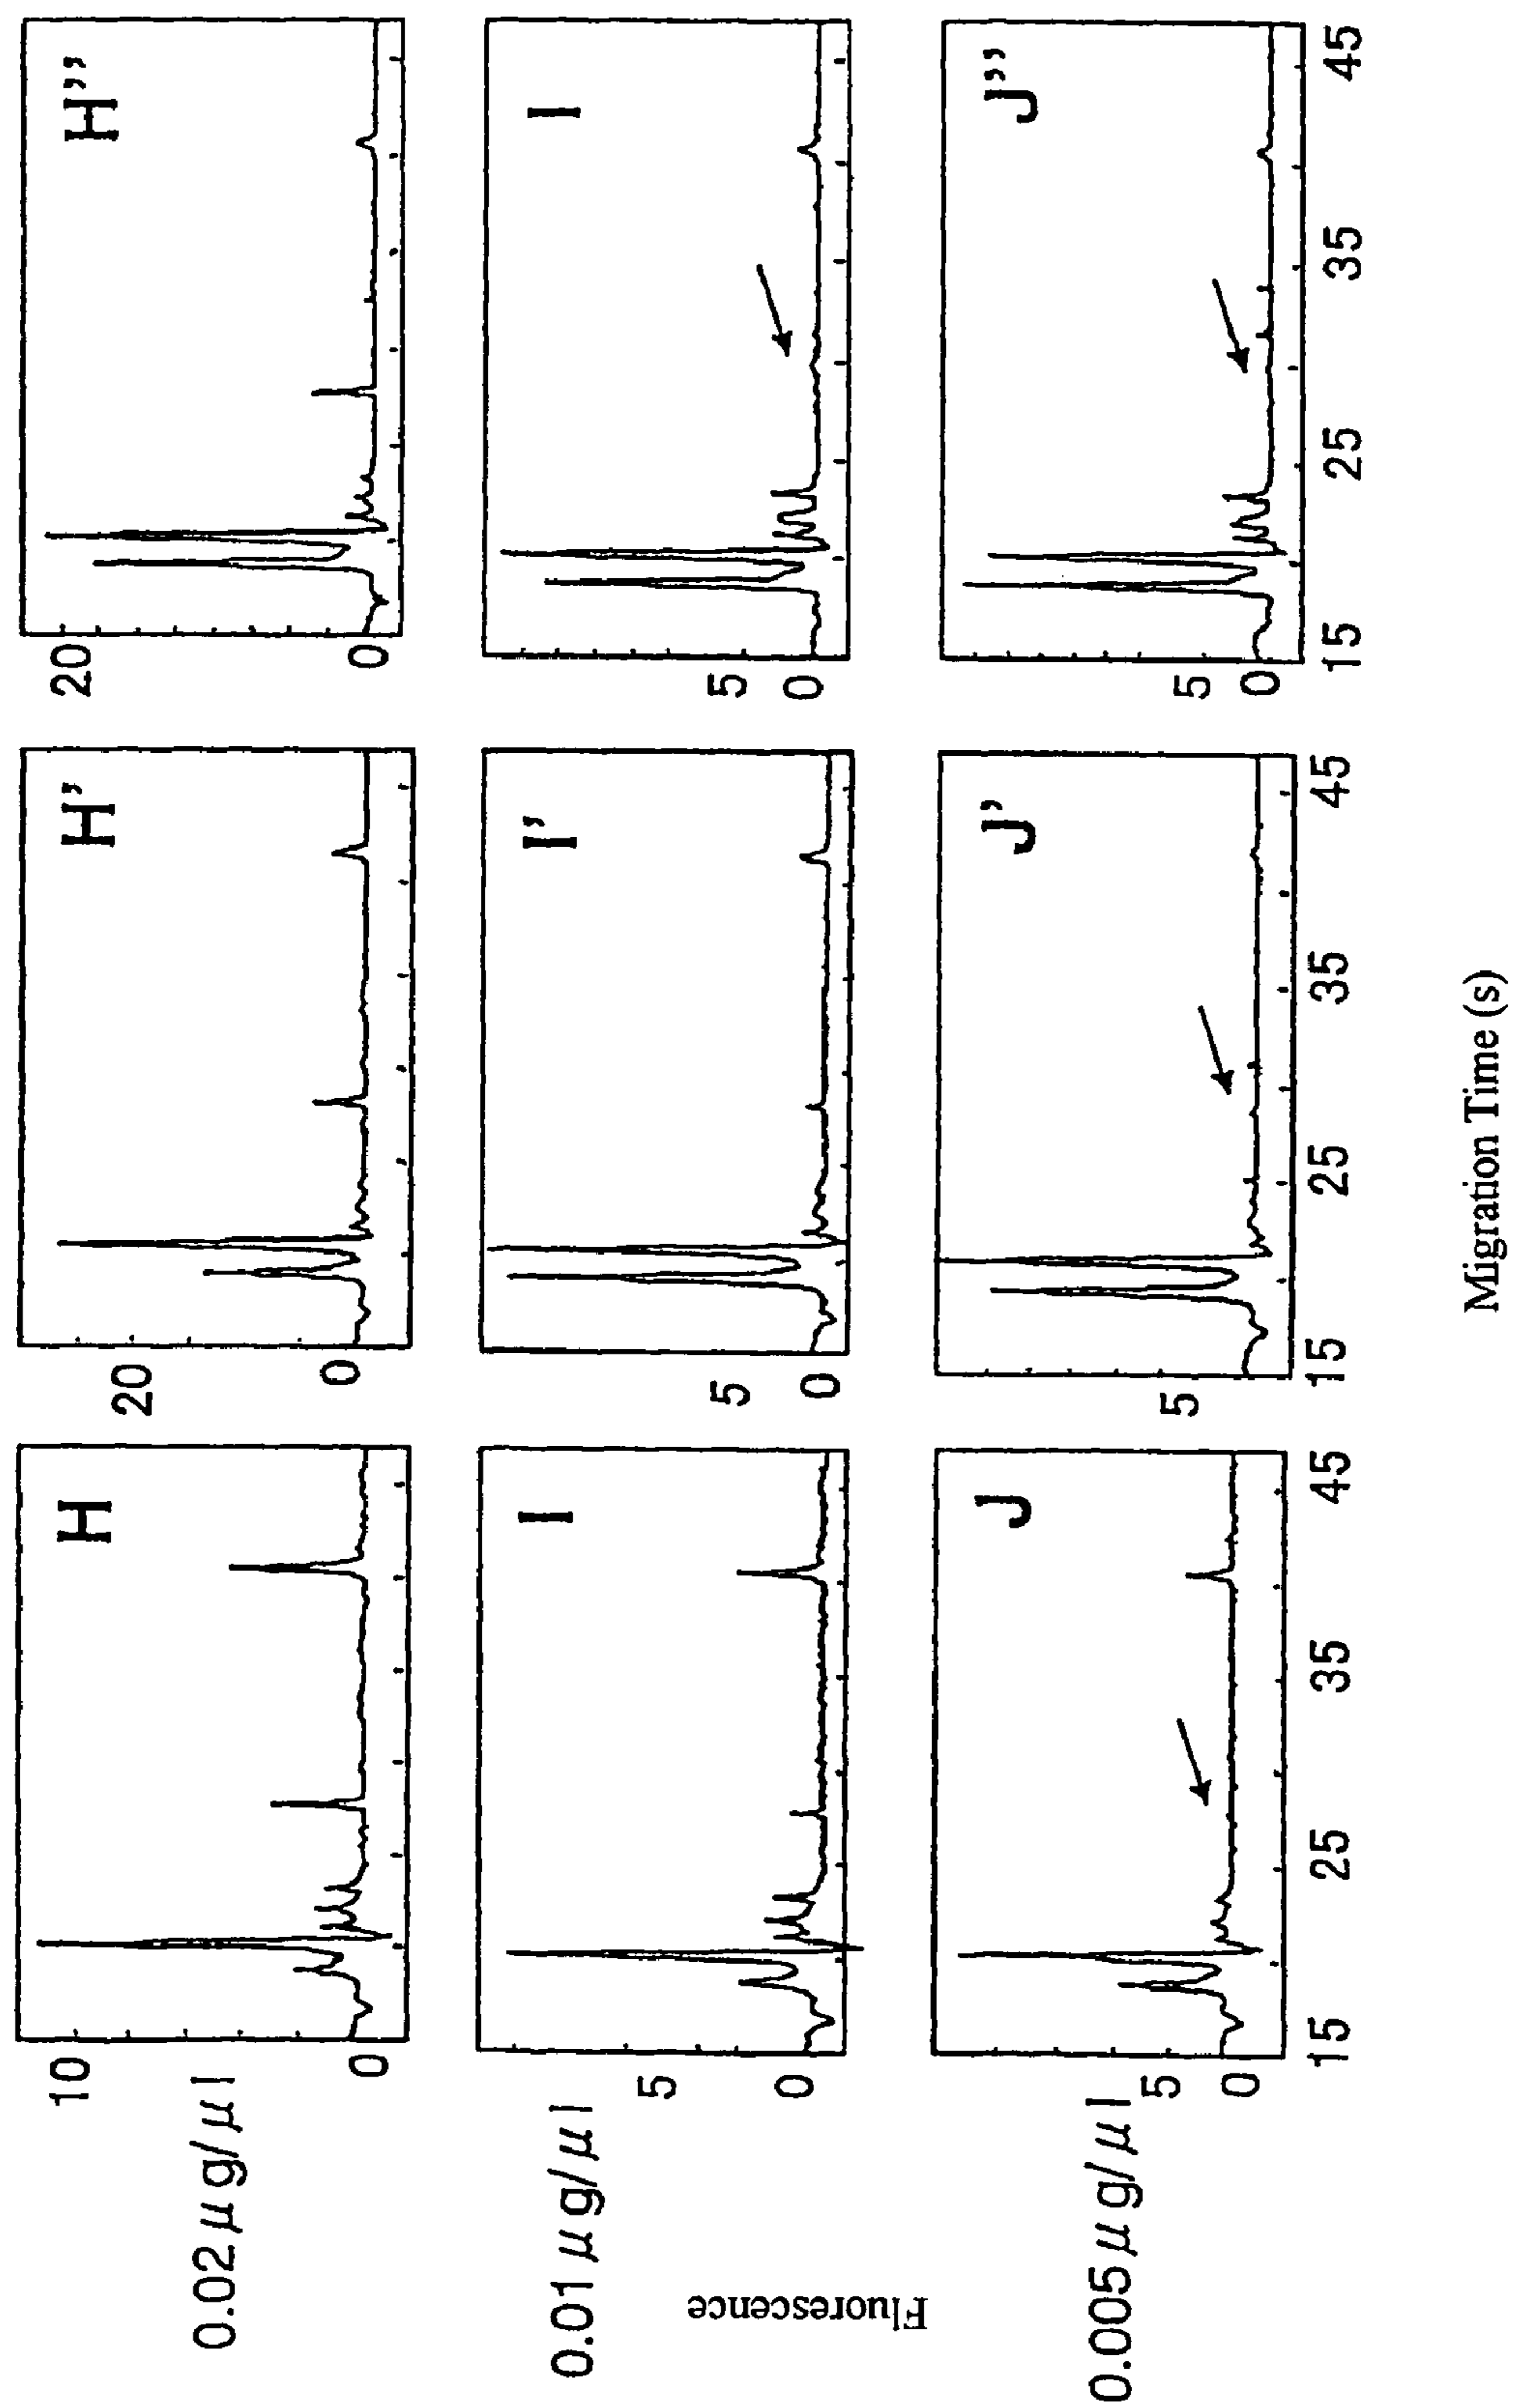 0.02 μg/μl
10
0
H
20
0
H'
20
0
H''
0.01 μg/μl
5
0
I
5
0
I'
5
0
I
Fluorescence
0.005 μg/μl
5
0
J
5
J'
5
0
J''
15 25 35 45
15 25 35 45
15 25 35 45
Migration Time (s)